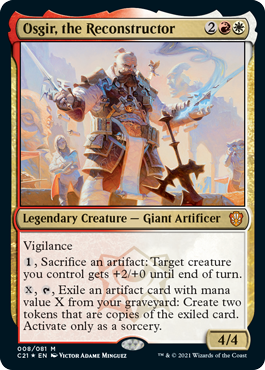 Osgir, the Reconstructor 2
Legendary Creature — Giant Artificer
Vigilance
1, Sacrifice an artifact: Target creature
you control gets +2/+0 until end of turn.
X, , Exile an artifact card with mana
value X from your graveyard: Create two
tokens that are copies of the exiled card.
Activate only as a sorcery.
4/4
008/081 M
C21 ★ EN VICTOR ADAME MINGUEZ
™ & © 2021 Wizards of the Coast